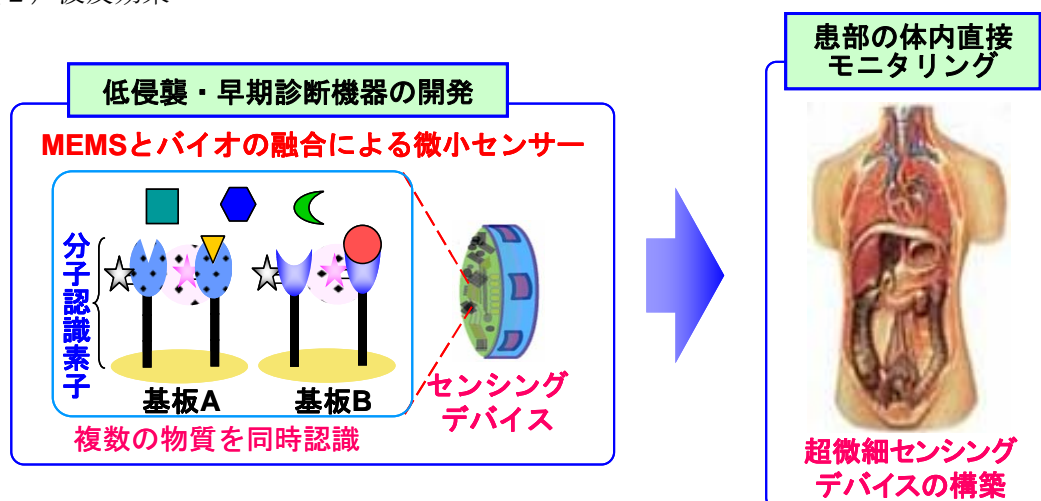 低侵襲・早期診断機器の開発
MEMSとバイオの融合による微小センサー
分子認識素子
基板A
基板B
複数の物質を同時認識
センシング
デバイス
患部の体内直接
モニタリング
超微細センシング
デバイスの構築